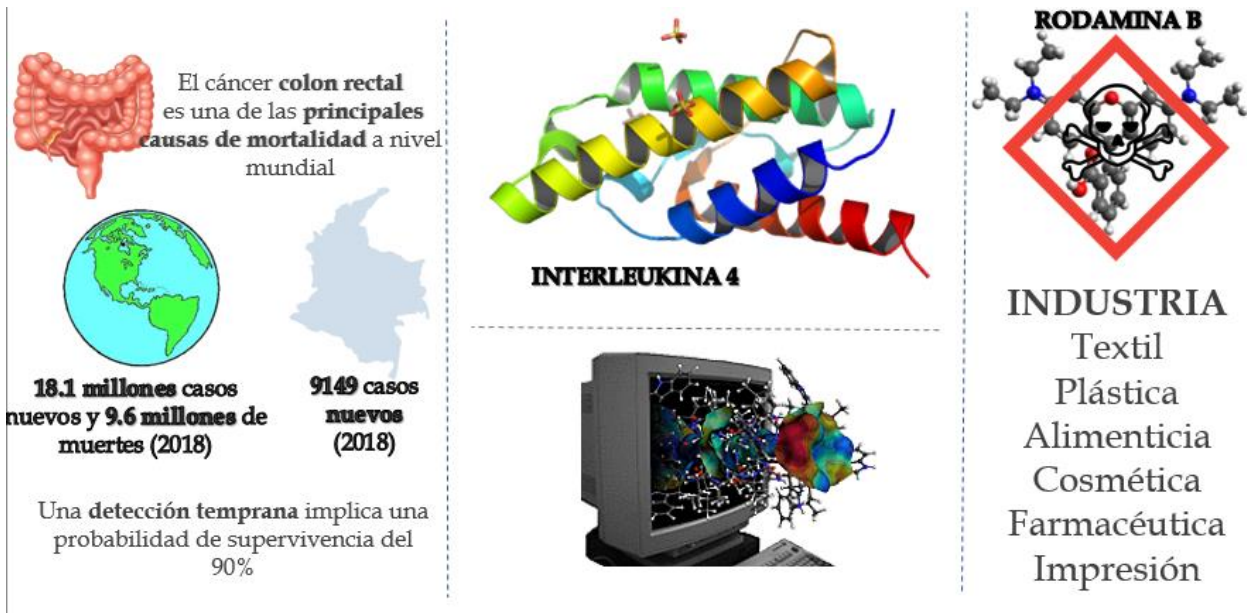 El cáncer colon rectal
es una de las principales
causas de mortalidad a nivel
mundial
18.1 millones casos
nuevos y 9.6 millones de
muertes (2018)
9149 casos
nuevos
(2018)
Una detección temprana implica una
probabilidad de supervivencia del
90%
INTERLEUKINA 4
RODAMINA B
INDUSTRIA
Textil
Plástica
Alimenticia
Cosmética
Farmacéutica
Impresión